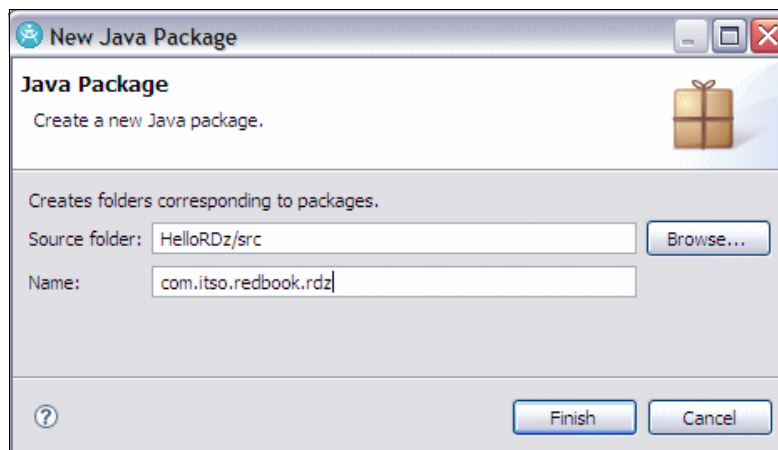 New Java Package
Java Package
Create a new Java package.
Creates folders corresponding to packages.
Source folder: HelloRDz/src Browse...
Name: com.itso.redbook.rdz
? Finish Cancel